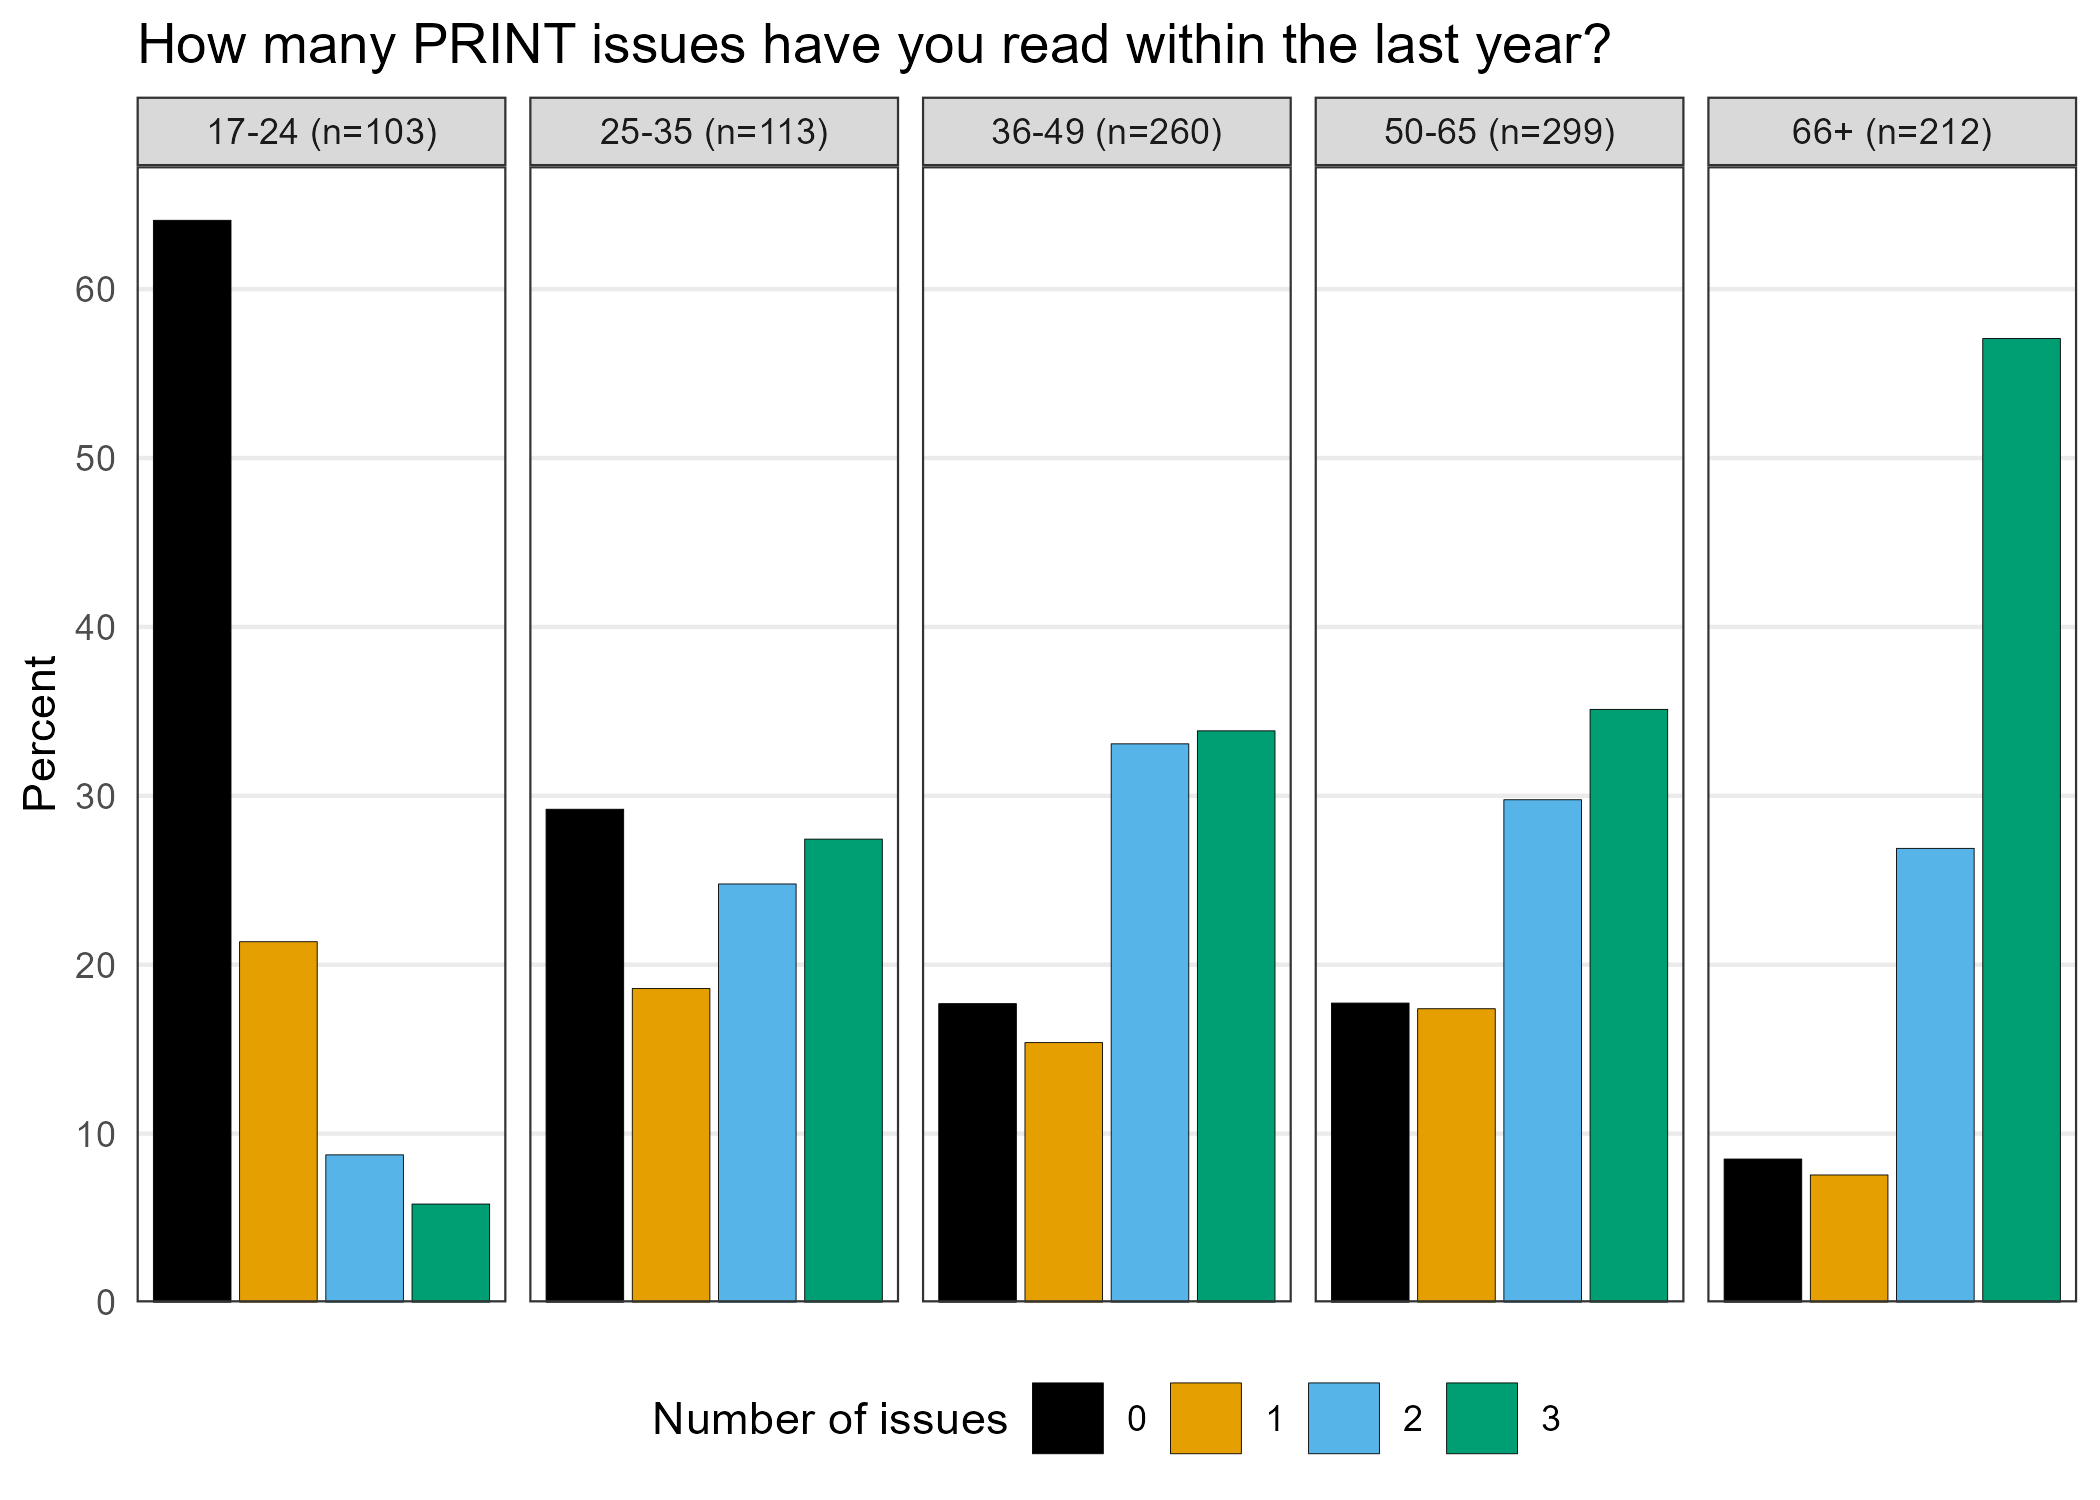 How many PRINT issues have you read within the last year?
17-24 (n=103)
25-35 (n=113)
36-49 (n=260)
50-65 (n=299)
66+ (n=212)
Percent
60
50
40
30
20
10
0
Number of issues
0
1
2
3